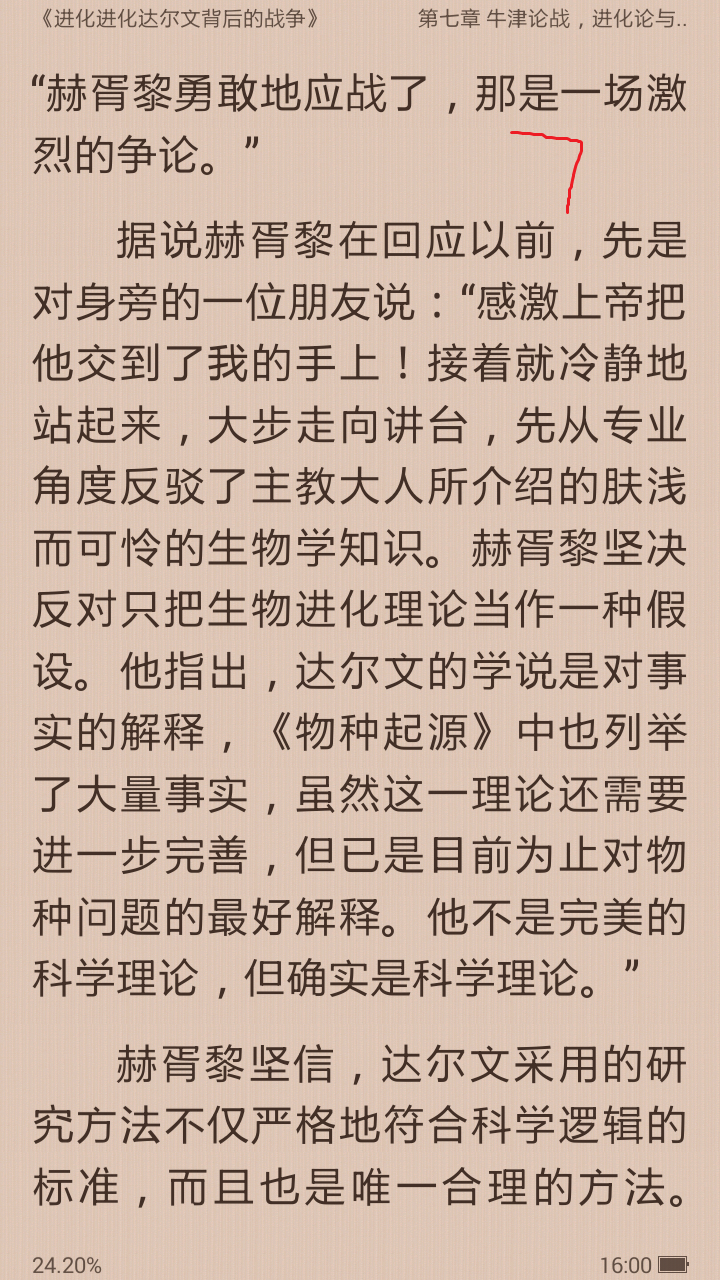 《进化进化达尔文背后的战争》 第七章 牛津论战，进化论与..
“赫胥黎勇敢地应战了，那是一场激
烈的争论。”
据说赫胥黎在回应以前，先是
对身旁的一位朋友说：“感激上帝把
他交到了我的手上！接着就冷静地
站起来，大步走向讲台，先从专业
角度反驳了主教大人所介绍的肤浅
而可怜的生物学知识。赫胥黎坚决
反对只把生物进化理论当作一种假
设。他指出，达尔文的学说是对事
实的解释，《物种起源》中也列举
了大量事实，虽然这一理论还需要
进一步完善，但已是目前为止对物
种问题的最好解释。他不是完美的
科学理论，但确实是科学理论。”
赫胥黎坚信，达尔文采用的研
究方法不仅严格地符合科学逻辑的
标准，而且也是唯一合理的方法。
24.20% 16:00